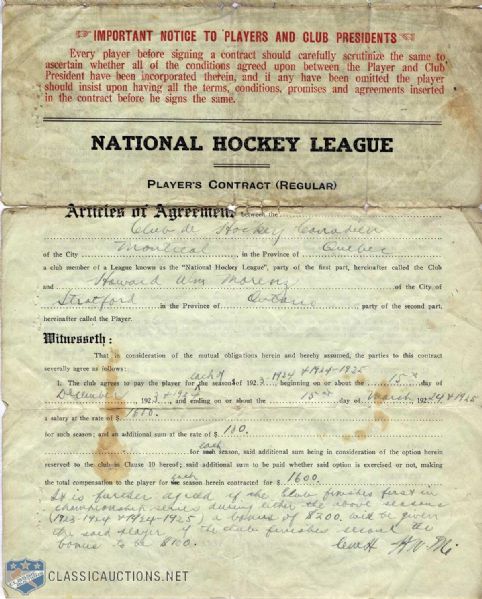 IMPORTANT NOTICE TO PLAYERS AND CLUB PRESIDENTS
Every player before signing a contract should carefully scrutinize the same to
ascertain whether all of the conditions agreed upon between the Player and Club
President have been incorporated therein, and if any have been omitted the player
should insist upon having all the terms, conditions, promises and agreements inserted
in the contract before he signs the same.
NATIONAL HOCKEY LEAGUE
PLAYER'S CONTRACT (REGULAR)
Articles of Agreement between the
Club de Hockey Canadien
of the City Montreal in the Province of Quebec
a club member of a League known as the "National Hockey League", party of the first part, hereinafter called the Club
and Howard Wm Morenz of the City of
Stratford in the Province of Ontario party of the second part,
hereinafter called the Player.
Witnesseth:
That in consideration of the mutual obligations herein and hereby assumed, the parties to this contract
severally agree as follows:
each of 1924 & 1924-1925
1. The club agrees to pay the player for the seasons of 1923 beginning on or about the 15th day of
December 1923 & 1924 and ending on or about the 15th day of March 1924 & 1925
a salary at the rate of $ 1600.
for such season; and an additional sum at the rate of $ 100.
for each such season, said additional sum being in consideration of the option herein
reserved to the club in Clause 10 hereof; said additional sum to be paid whether said option is exercised or not, making
the total compensation to the player for each season herein contracted for $ 1600.
It is further agreed if the Club finishes first in
championship series during either the above seasons
1923-1924 & 1924-1925, a bonus of $200 will be given
the said player, if the club finishes second the
bonus to be $100.
H.W.M.
CLASSICAUCTIONS.NET